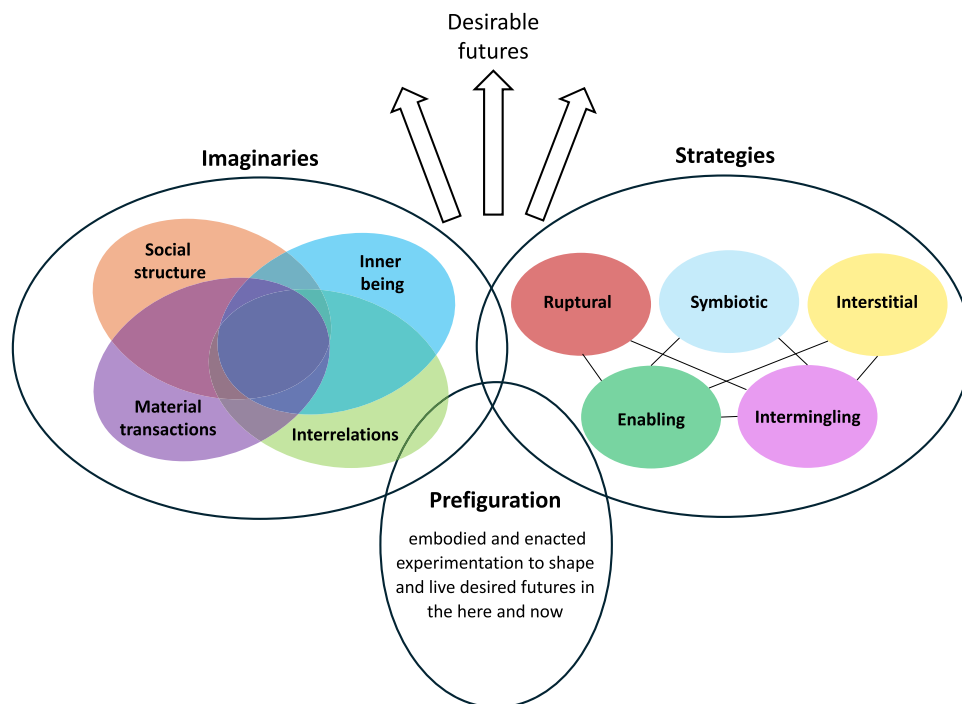 Desirable
futures
Imaginaries
Strategies
Social
structure
Inner
being
Material
transactions
Interrelations
Ruptural
Symbiotic
Interstitial
Enabling
Intermingling
Prefiguration
embodied and enacted
experimentation to shape
and live desired futures in
the here and now